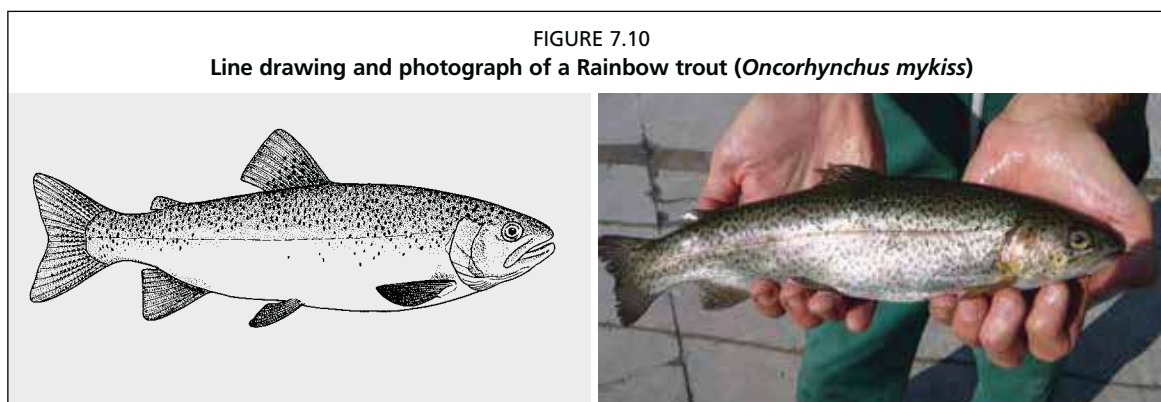 FIGURE 7.10
Line drawing and photograph of a Rainbow trout (Oncorhynchus mykiss)